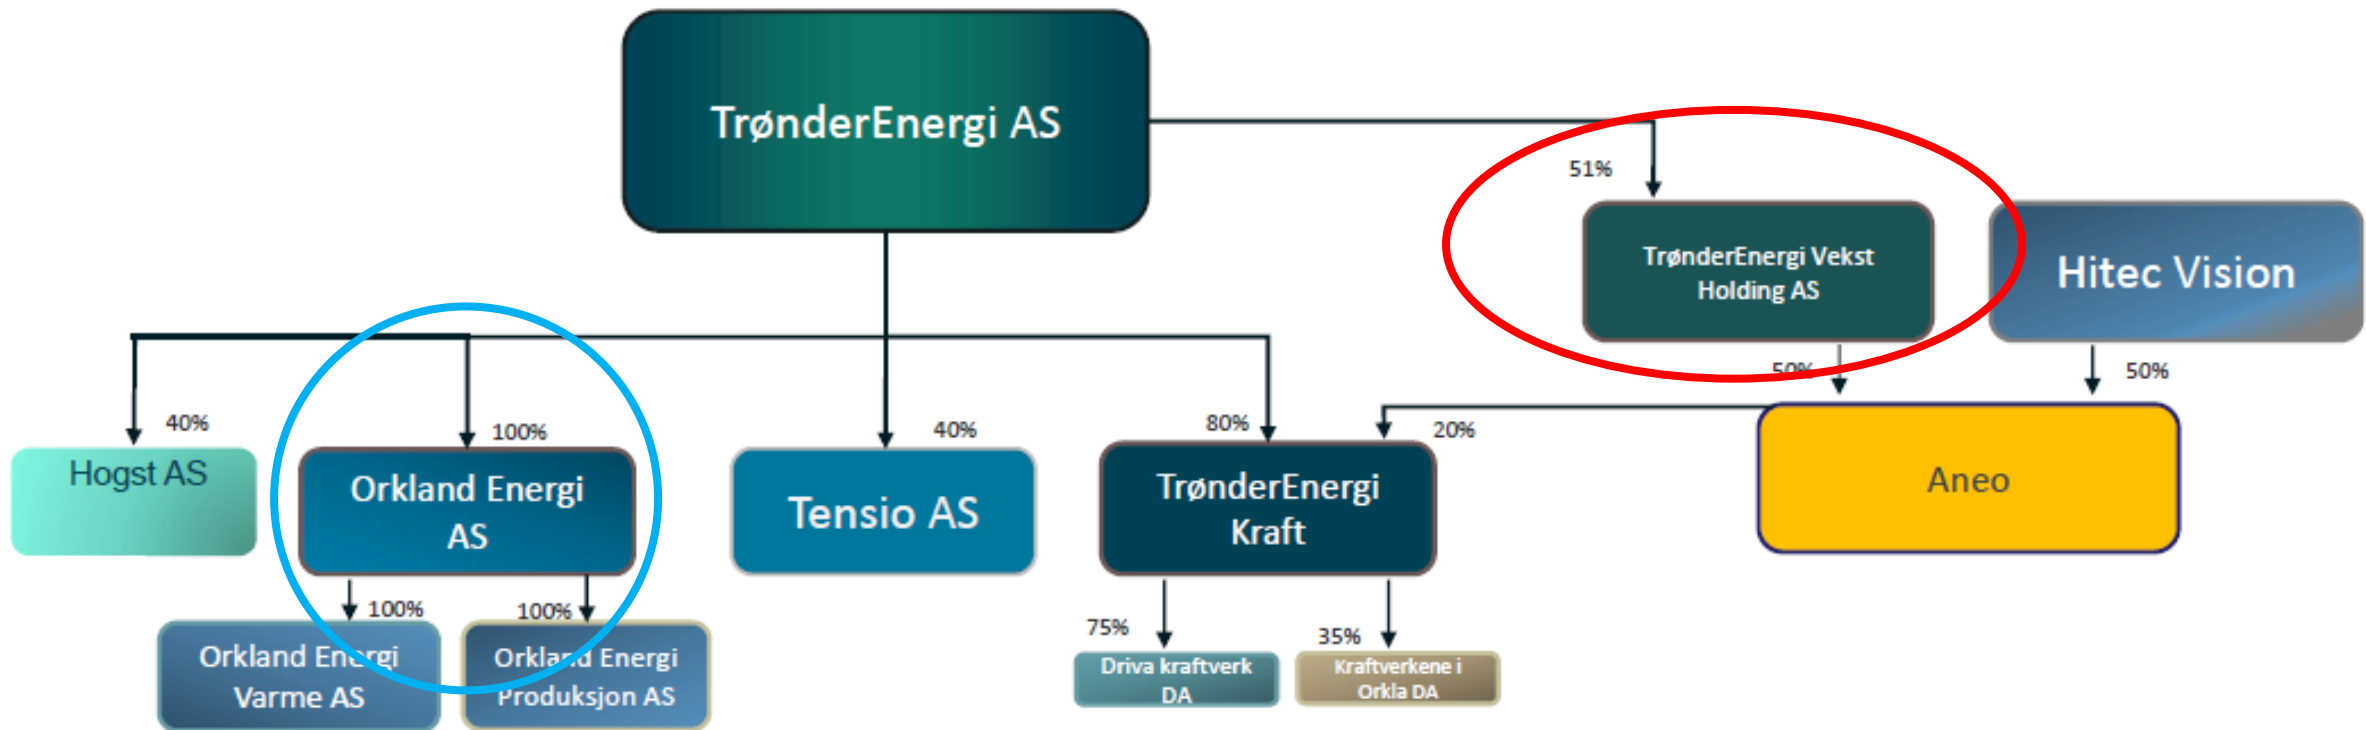 TrønderEnergi AS
51%
TrønderEnergi Vekst
Holding AS
Hitec Vision
50%
50%
40%
100%
40%
80%
20%
Hogst AS
Orkland Energi
AS
Tensio AS
TrønderEnergi
Kraft
Aneo
100%
100%
75%
35%
Orkland Energi
Varme AS
Orkland Energi
Produksjon AS
Driva kraftverk
DA
Kraftverkene i
Orkla DA